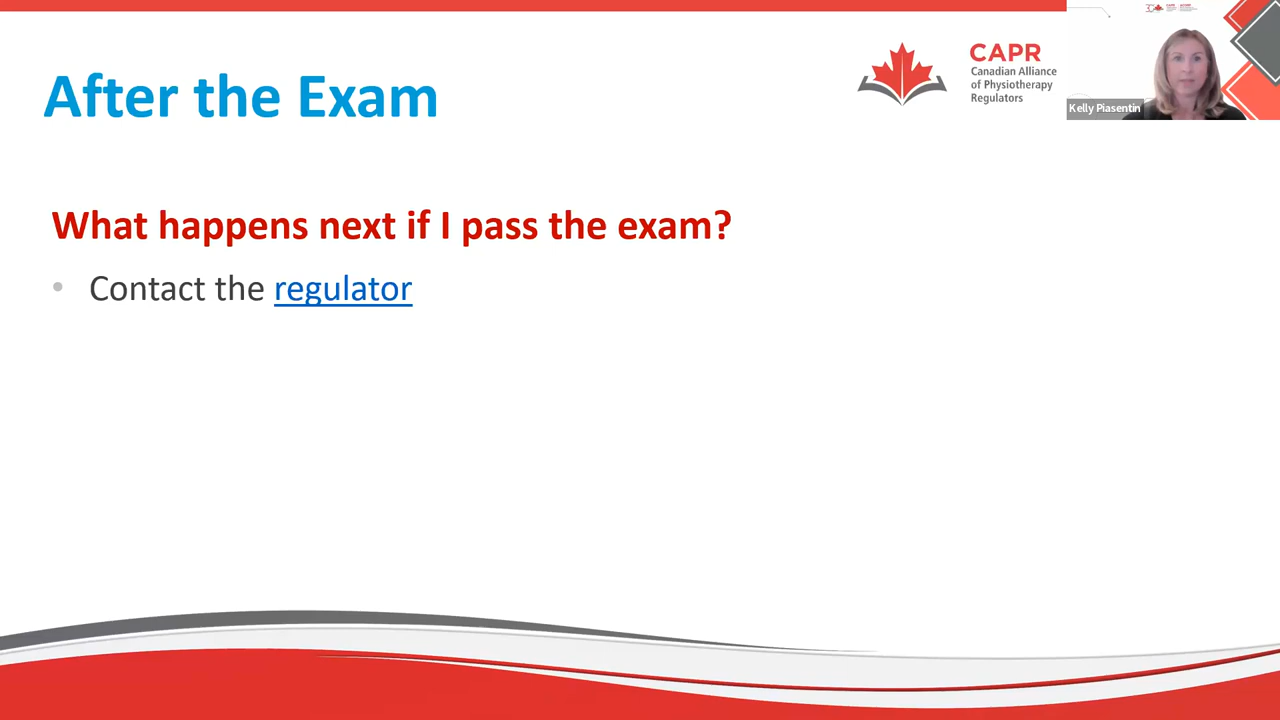 After the Exam
CAPR
Canadian Alliance
of Physiotherapy
Regulators
Kelly Piasentin
What happens next if I pass the exam?
• Contact the regulator